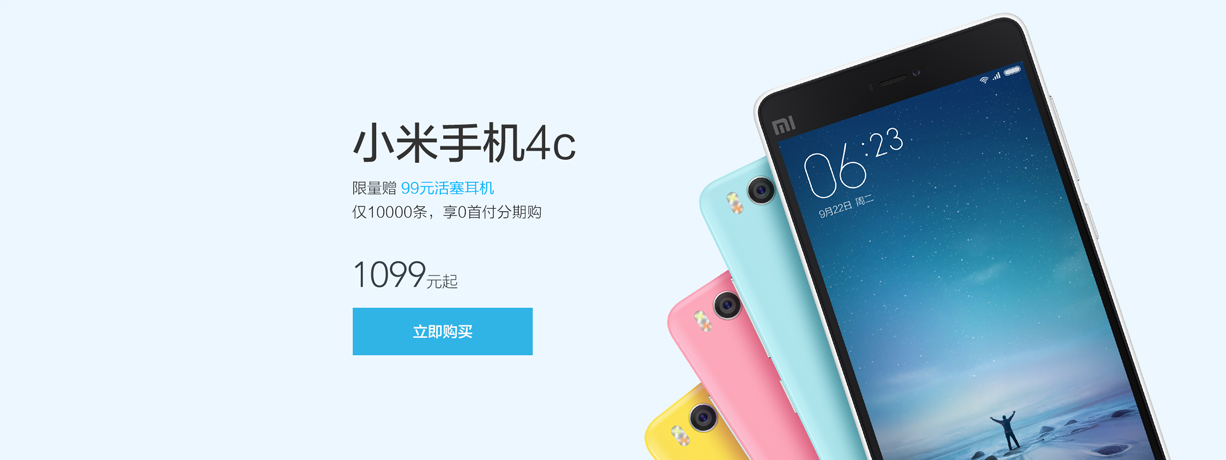 小米手机4c
限量赠 99元活塞耳机
仅10000条，享0首付分期购
1099元起
立即购买
MI
06:23
9月22日 周二